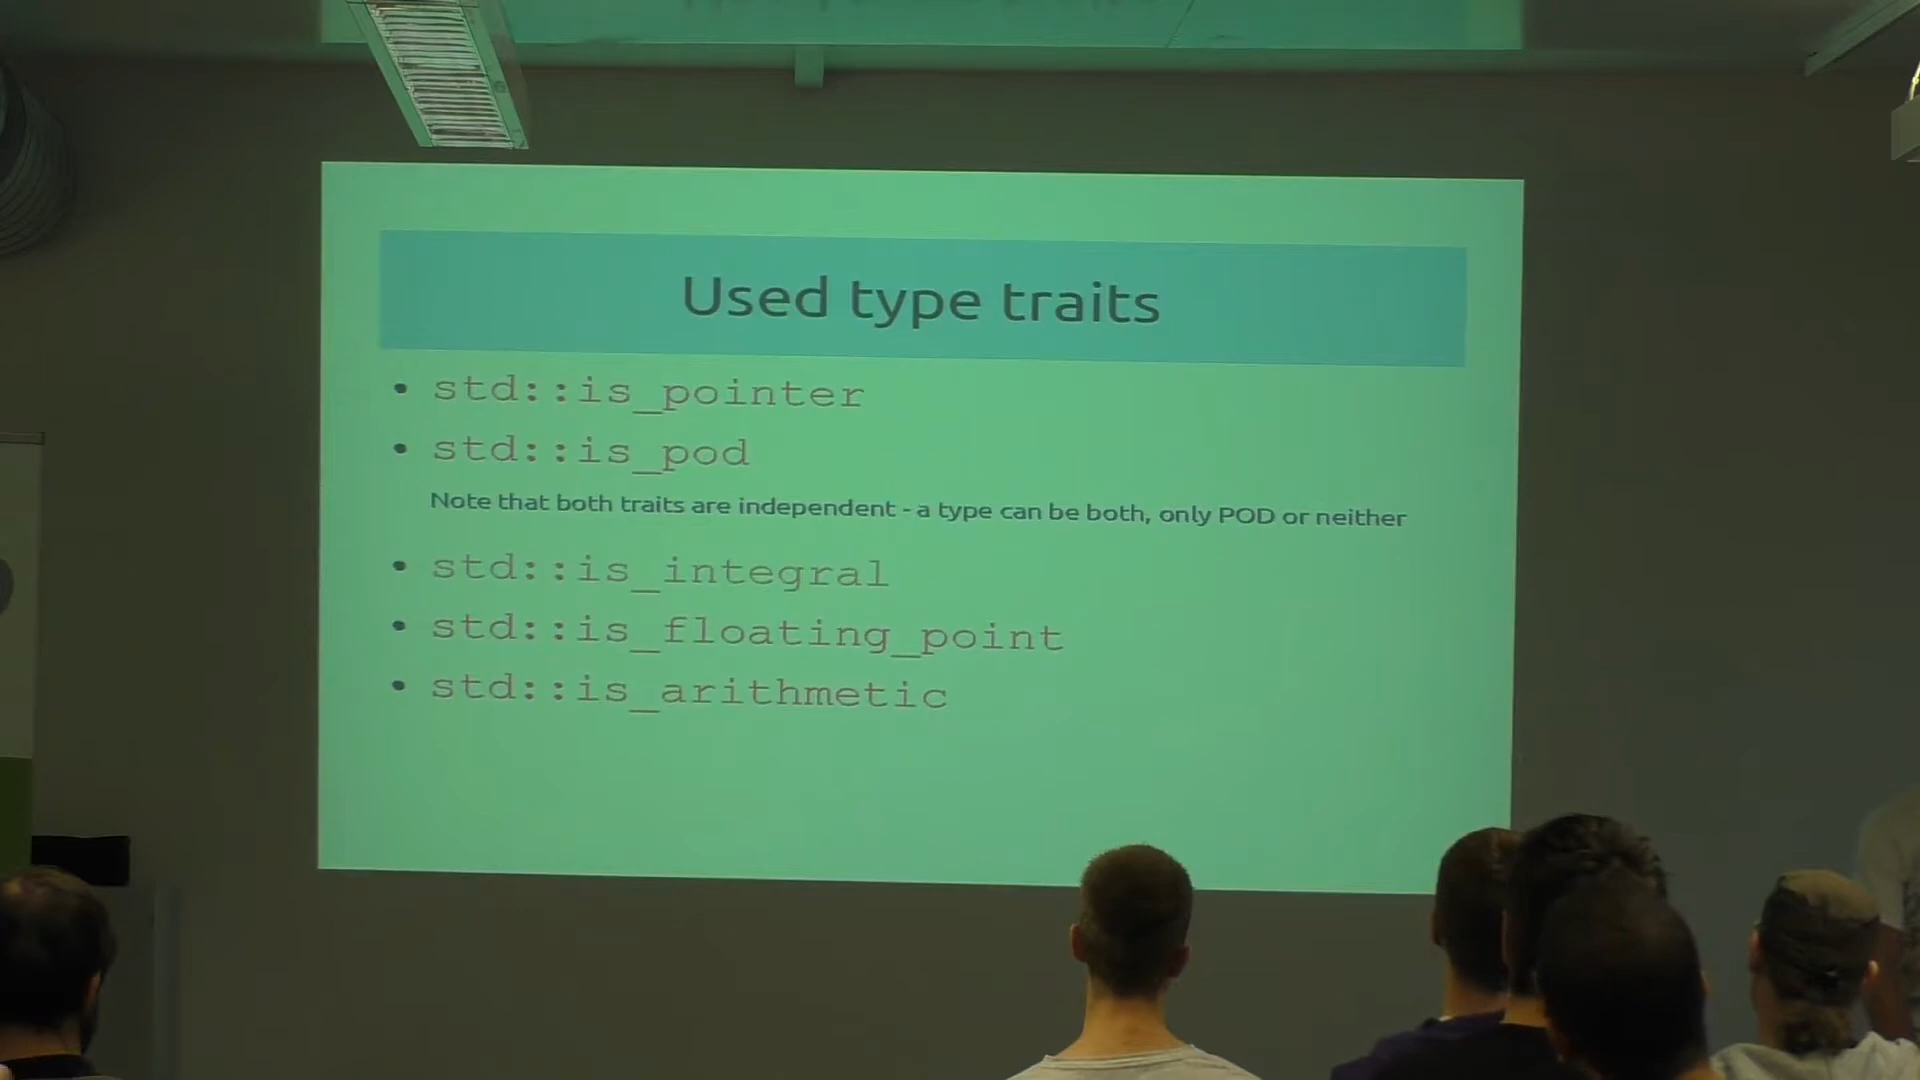 Used type traits
• std::is_pointer
• std::is_pod
Note that both traits are independent - a type can be both, only POD or neither
• std::is_integral
• std::is_floating_point
• std::is_arithmetic